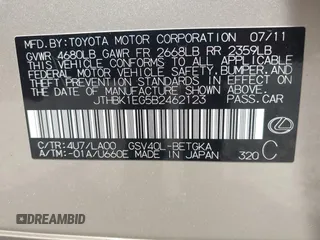 MFD.BY: TOYOTA MOTOR CORPORATION 07/11
GVWR 4680LB GAWR FR 2668LB RR 2359LB
THIS VEHICLE CONFORMS TO ALL APPLICABLE
FEDERAL MOTOR VEHICLE SAFETY, BUMPER,
AND THEFT PREVENTION STANDARDS IN EFFECT
ON THE DATE OF MANUFACTURE SHOWN ABOVE.
JTHBK1EG5B2462123 PASS.CAR
C/TR: 4U7/LA00 GSV40L-BETGKA
A/TM: -01A/U660E MADE IN JAPAN 320 C
© DREAMBID
AUTOBIDMASTER.COM